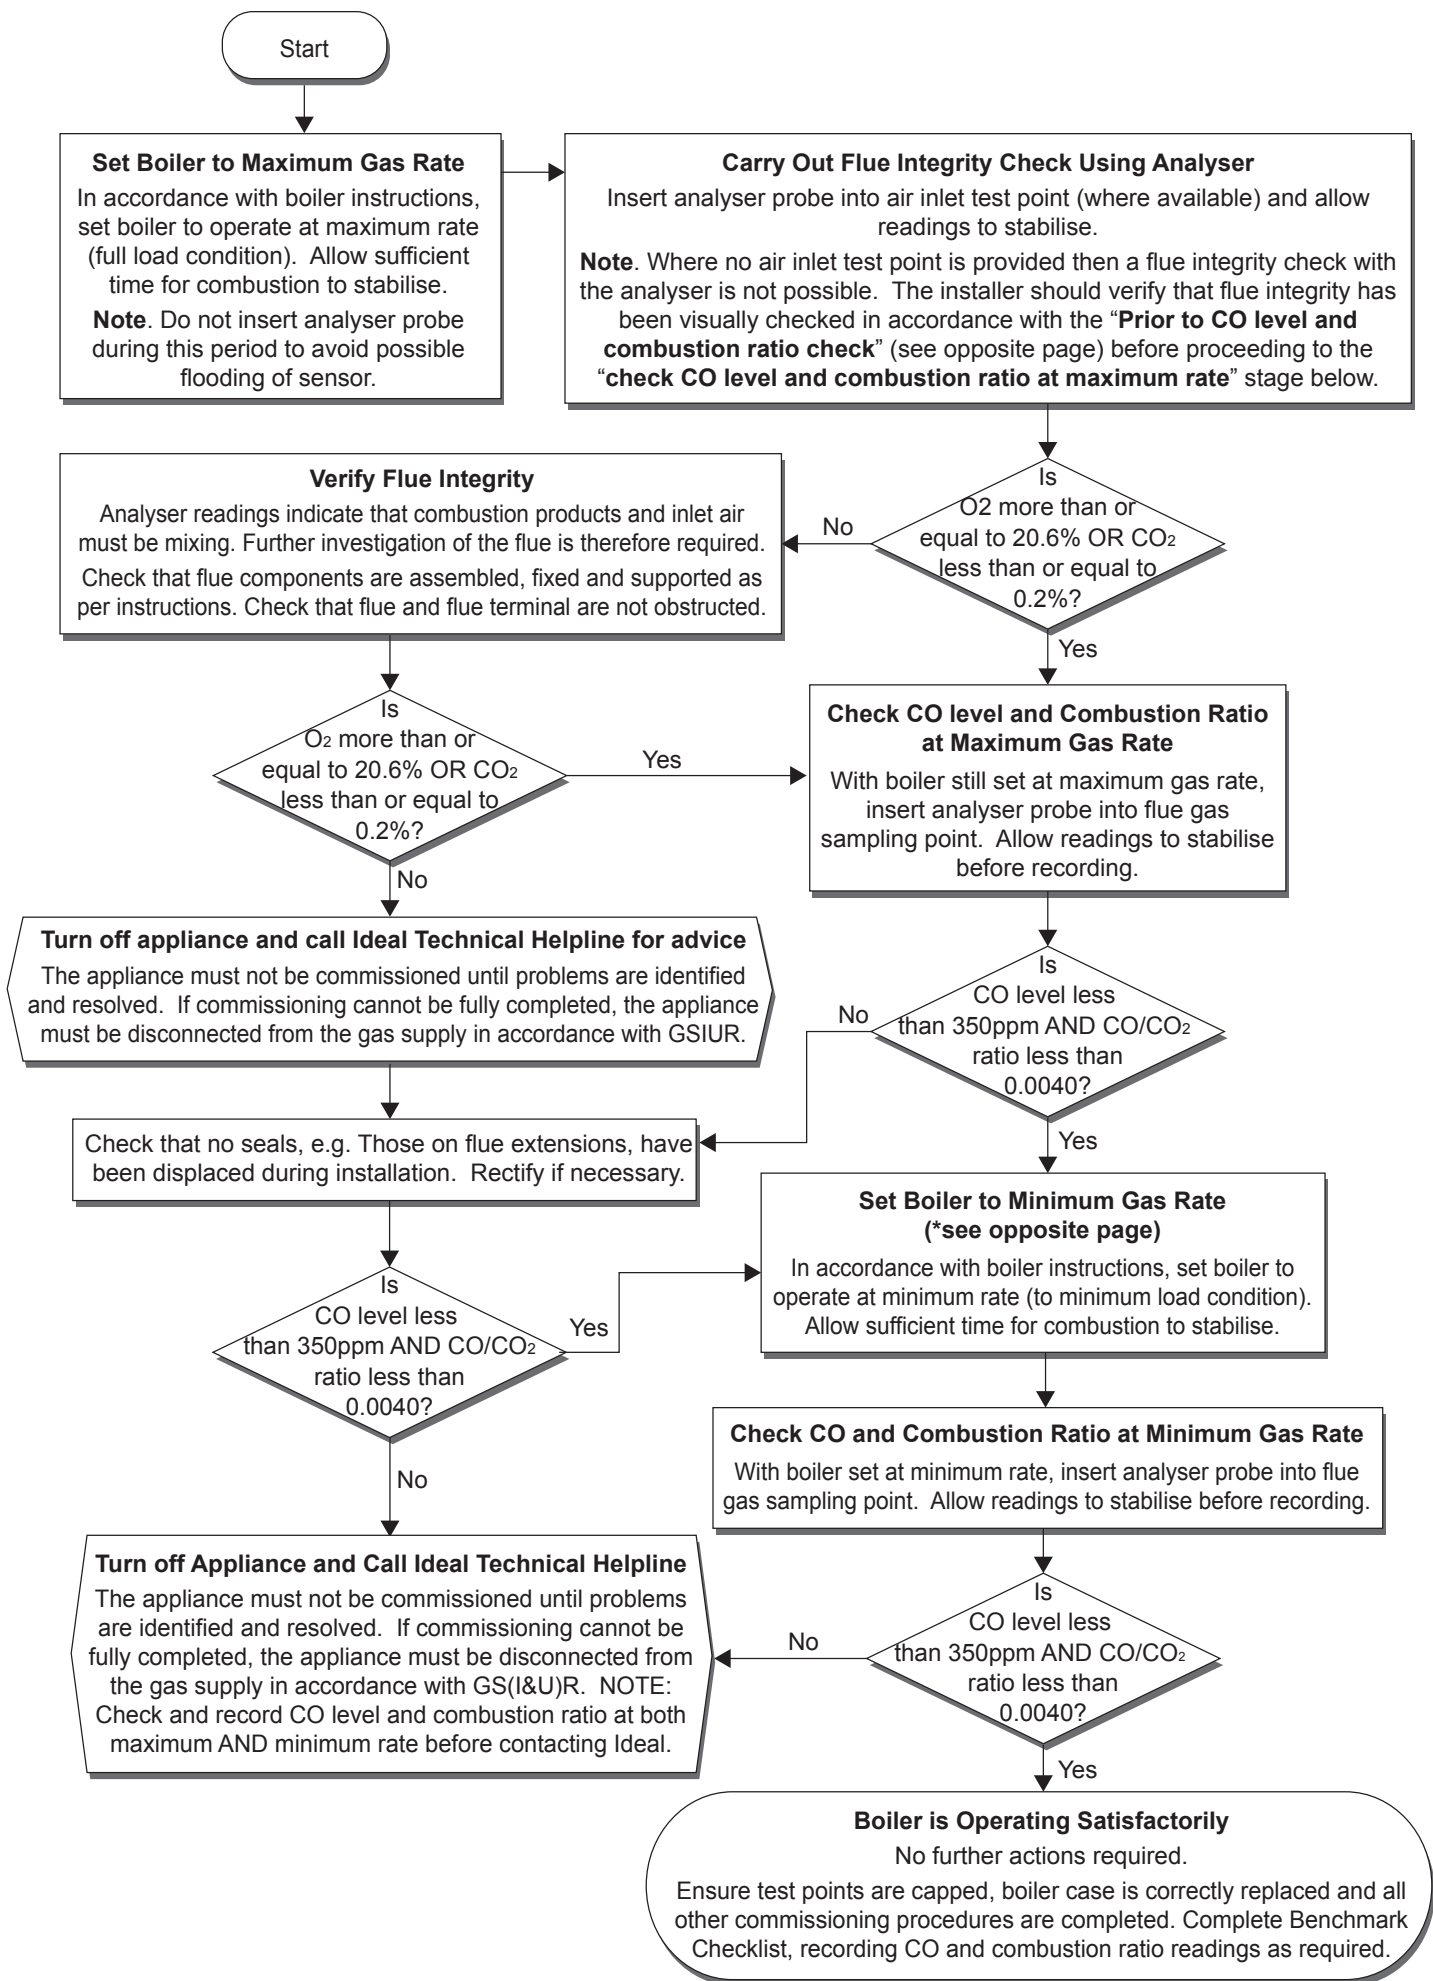 Start
Set Boiler to Maximum Gas Rate
In accordance with boiler instructions,
set boiler to operate at maximum rate
(full load condition).  Allow sufficient
time for combustion to stabilise.
Note. Do not insert analyser probe
during this period to avoid possible
flooding of sensor.
Carry Out Flue Integrity Check Using Analyser
Insert analyser probe into air inlet test point (where available) and allow
readings to stabilise.
Note. Where no air inlet test point is provided then a flue integrity check with
the analyser is not possible.  The installer should verify that flue integrity has
been visually checked in accordance with the “Prior to CO level and
combustion ratio check” (see opposite page) before proceeding to the
“check CO level and combustion ratio at maximum rate” stage below.
Is
O2 more than or
equal to 20.6% OR CO2
less than or equal to
0.2%?
No
Yes
Verify Flue Integrity
Analyser readings indicate that combustion products and inlet air
must be mixing. Further investigation of the flue is therefore required.
Check that flue components are assembled, fixed and supported as
per instructions. Check that flue and flue terminal are not obstructed.
Is
O2 more than or
equal to 20.6% OR CO2
less than or equal to
0.2%?
Yes
No
Check CO level and Combustion Ratio
at Maximum Gas Rate
With boiler still set at maximum gas rate,
insert analyser probe into flue gas
sampling point.  Allow readings to stabilise
before recording.
Turn off appliance and call Ideal Technical Helpline for advice
The appliance must not be commissioned until problems are identified
and resolved.  If commissioning cannot be fully completed, the appliance
must be disconnected from the gas supply in accordance with GSIUR.
Is
CO level less
than 350ppm AND CO/CO2
ratio less than
0.0040?
No
Yes
Check that no seals, e.g. Those on flue extensions, have
been displaced during installation.  Rectify if necessary.
Set Boiler to Minimum Gas Rate
(*see opposite page)
In accordance with boiler instructions, set boiler to
operate at minimum rate (to minimum load condition).
Allow sufficient time for combustion to stabilise.
Is
CO level less
than 350ppm AND CO/CO2
ratio less than
0.0040?
Yes
No
Check CO and Combustion Ratio at Minimum Gas Rate
With boiler set at minimum rate, insert analyser probe into flue
gas sampling point.  Allow readings to stabilise before recording.
Turn off Appliance and Call Ideal Technical Helpline
The appliance must not be commissioned until problems
are identified and resolved.  If commissioning cannot be
fully completed, the appliance must be disconnected from
the gas supply in accordance with GS(I&U)R.  NOTE:
Check and record CO level and combustion ratio at both
maximum AND minimum rate before contacting Ideal.
Is
CO level less
than 350ppm AND CO/CO2
ratio less than
0.0040?
No
Yes
Boiler is Operating Satisfactorily
No further actions required.
Ensure test points are capped, boiler case is correctly replaced and all
other commissioning procedures are completed. Complete Benchmark
Checklist, recording CO and combustion ratio readings as required.